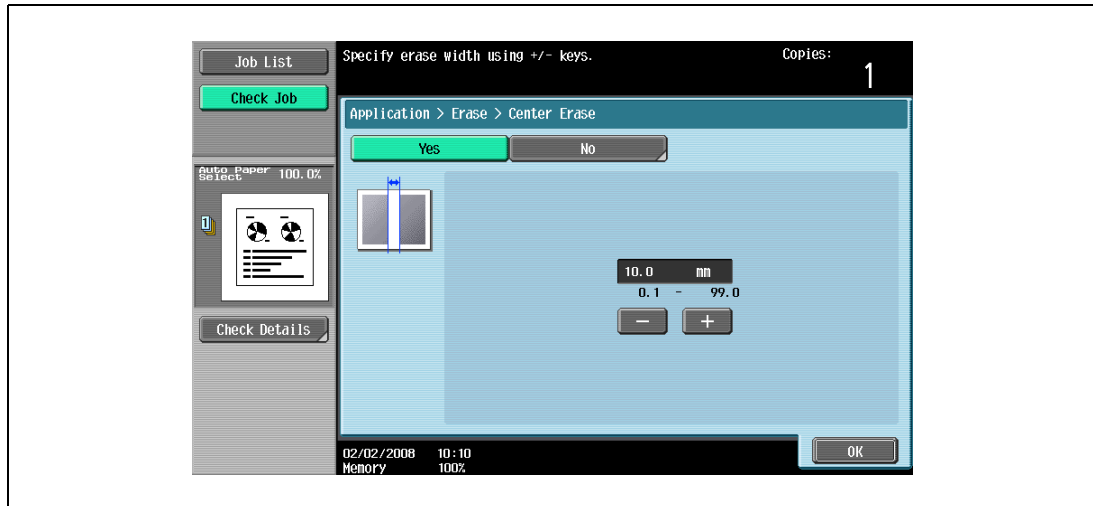 Job List
Check Job
Specify erase width using +/- keys.
Copies:
1
Application > Erase > Center Erase
Yes
No
Auto Paper Select 100.0%
1
10.0 mm
0.1 - 99.0
− +
Check Details
OK
02/02/2008 10:10
Memory 100%